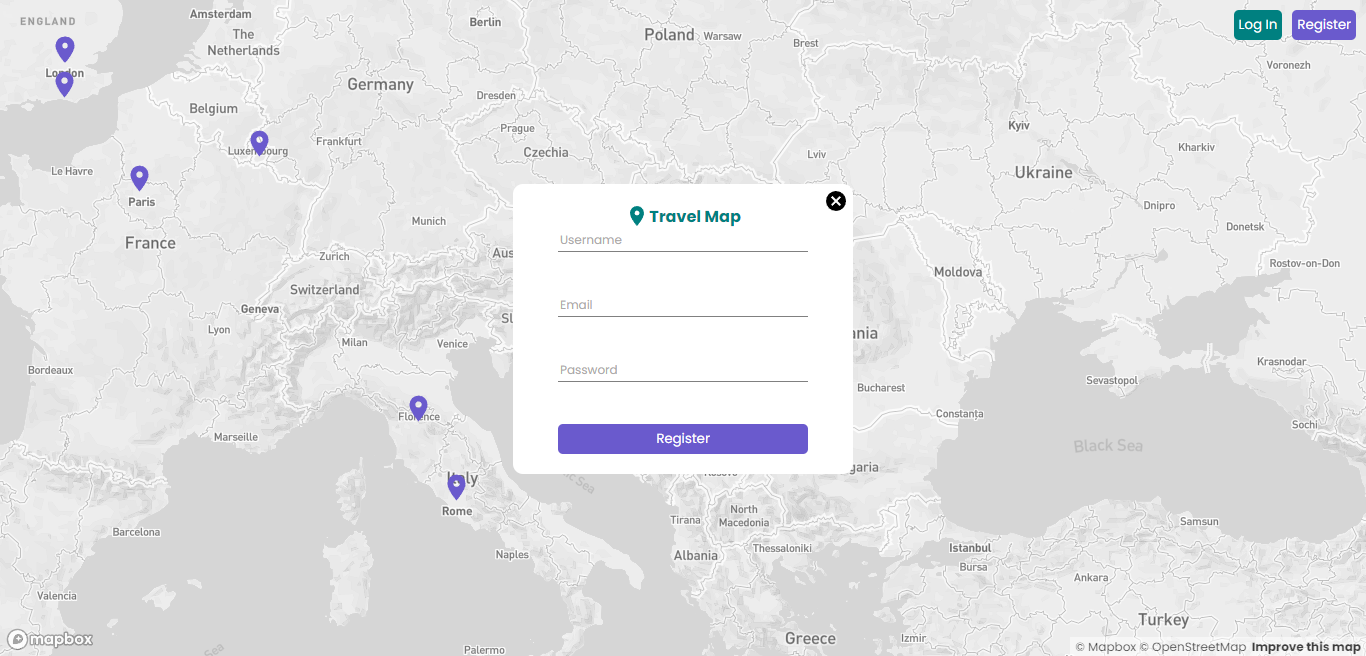 ENGLAND
Amsterdam
Berlin
Poland
Warsaw
Brest
Log In
Register
The
Netherlands
London
Germany
Voronezh
Dresden
Belgium
Kyiv
Prague
Frankfurt
Luxembourg
Czechia
Lviv
Kharkiv
Le Havre
Ukraine
Paris
Dnipro
Travel Map
Munich
Donetsk
France
Username
Zurich
Rostov-on-Don
Moldova
Switzerland
Geneva
Email
Lyon
Milan
Venice
Krasnodar
Bordeaux
Password
Sevastopol
Bucharest
Florence
Constanța
Sochi
Marseille
Register
Black Sea
Italy
Kosovo
Rome
North
Macedonia
Tirana
Samsun
Barcelona
Thessaloniki
Istanbul
Naples
Albania
Bursa
Ankara
Valencia
Turkey
Greece
Izmir
mapbox
Palermo
© Mapbox © OpenStreetMap Improve this map